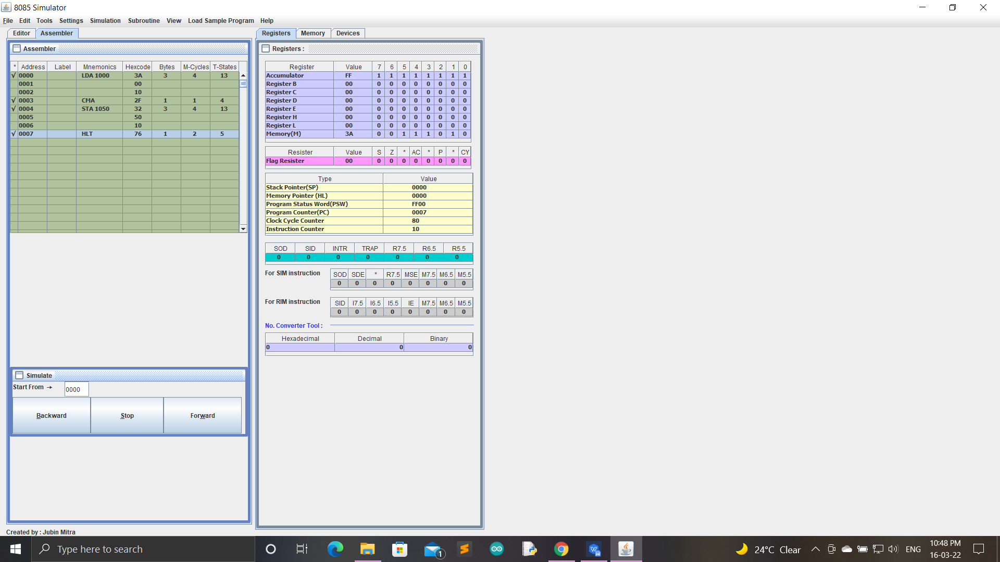 8085 Simulator
File Edit Tools Settings Simulation Subroutine View Load Sample Program Help
Editor Assembler
Assembler
* Address Label Mnemonics Hexcode Bytes M-Cycles T-States
√ 0000 LDA 1000 3A 3 4 13
0001 00
0002 10
√ 0003 CMA 2F 1 1 4
√ 0004 STA 1050 32 3 4 13
0005 50
0006 10
√ 0007 HLT 76 1 2 5
Simulate
Start From → 0000
Backward Stop Forward
Created by : Jubin Mitra
Registers Memory Devices
Registers :
Register Value 7 6 5 4 3 2 1 0
Accumulator FF 1 1 1 1 1 1 1 1
Register B 00 0 0 0 0 0 0 0 0
Register C 00 0 0 0 0 0 0 0 0
Register D 00 0 0 0 0 0 0 0 0
Register E 00 0 0 0 0 0 0 0 0
Register H 00 0 0 0 0 0 0 0 0
Register L 00 0 0 0 0 0 0 0 0
Memory(M) 3A 0 0 1 1 1 0 1 0
Resister Value S Z * AC * P * CY
Flag Resister 00 0 0 0 0 0 0 0 0
Type Value
Stack Pointer(SP) 0000
Memory Pointer (HL) 0000
Program Status Word(PSW) FF00
Program Counter(PC) 0007
Clock Cycle Counter 80
Instruction Counter 10
SOD SID INTR TRAP R7.5 R6.5 R5.5
0 0 0 0 0 0 0
For SIM instruction
SOD SDE * R7.5 MSE M7.5 M6.5 M5.5
0 0 0 0 0 0 0 0
For RIM instruction
SID I7.5 I6.5 I5.5 IE M7.5 M6.5 M5.5
0 0 0 0 0 0 0 0
No. Converter Tool :
Hexadecimal Decimal Binary
0 0 0
Type here to search
1
24°C Clear
ENG
10:48 PM
16-03-22